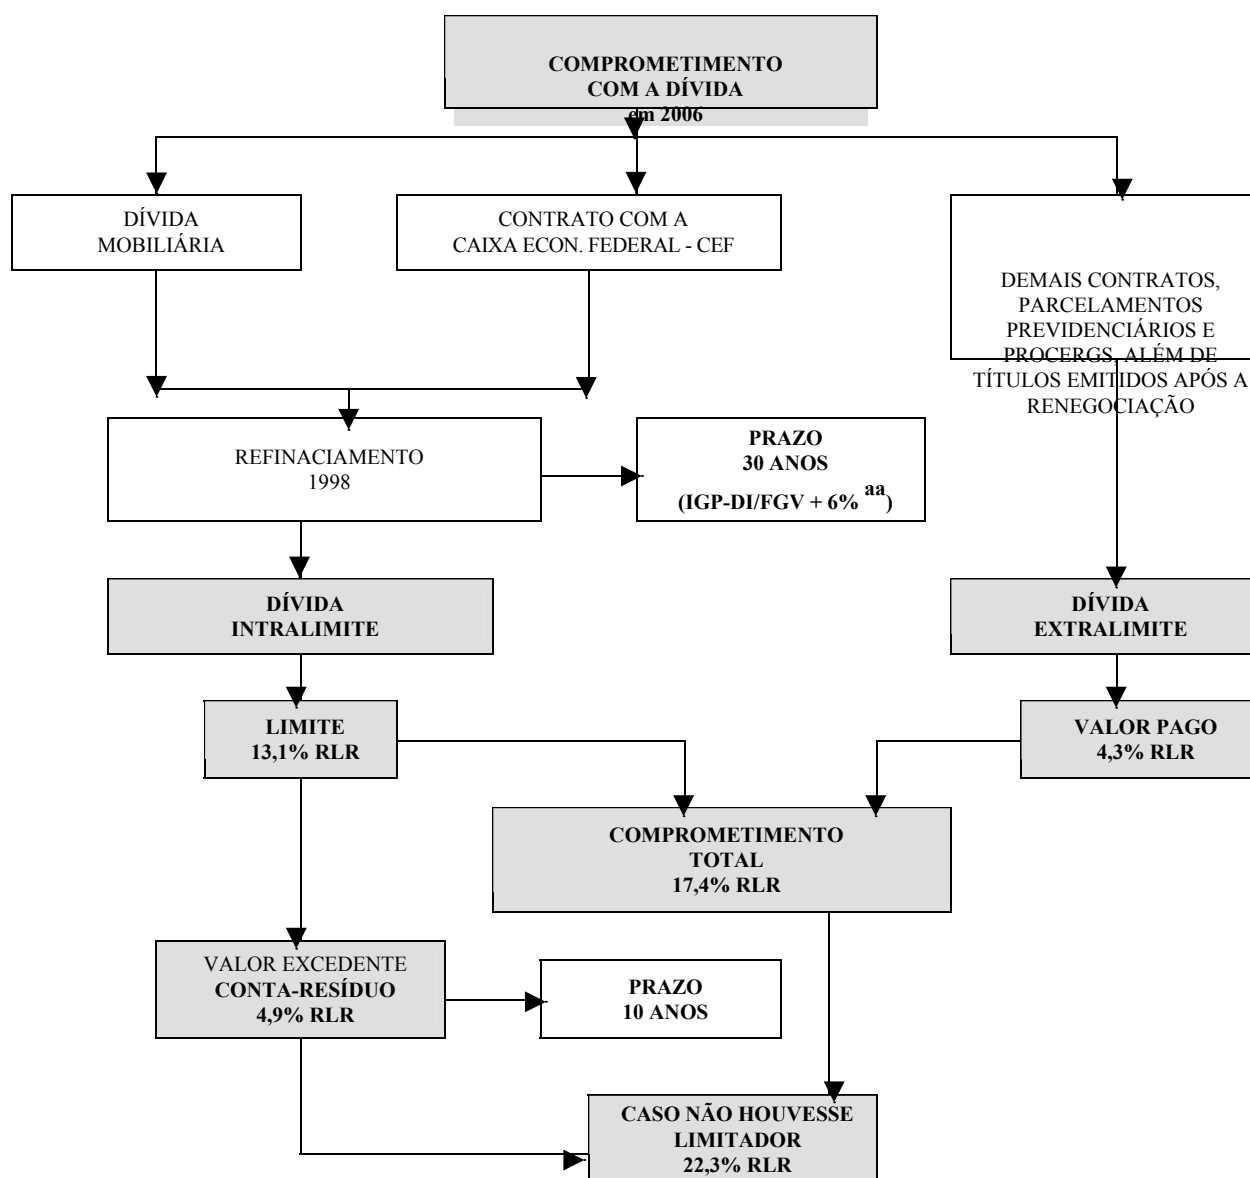 COMPROMETIMENTO
COM A DÍVIDA
em 2006
DÍVIDA
MOBILIÁRIA
CONTRATO COM A
CAIXA ECON. FEDERAL - CEF
DEMAIS CONTRATOS,
PARCELAMENTOS
PREVIDENCIÁRIOS E
PROCERGS, ALÉM DE
TÍTULOS EMITIDOS APÓS A
RENEGOCIAÇÃO
REFINACIAMENTO
1998
PRAZO
30 ANOS
(IGP-DI/FGV + 6% aa)
DÍVIDA
INTRALIMITE
DÍVIDA
EXTRALIMITE
LIMITE
13,1% RLR
VALOR PAGO
4,3% RLR
COMPROMETIMENTO
TOTAL
17,4% RLR
VALOR EXCEDENTE
CONTA-RESÍDUO
4,9% RLR
PRAZO
10 ANOS
CASO NÃO HOUVESSE
LIMITADOR
22,3% RLR